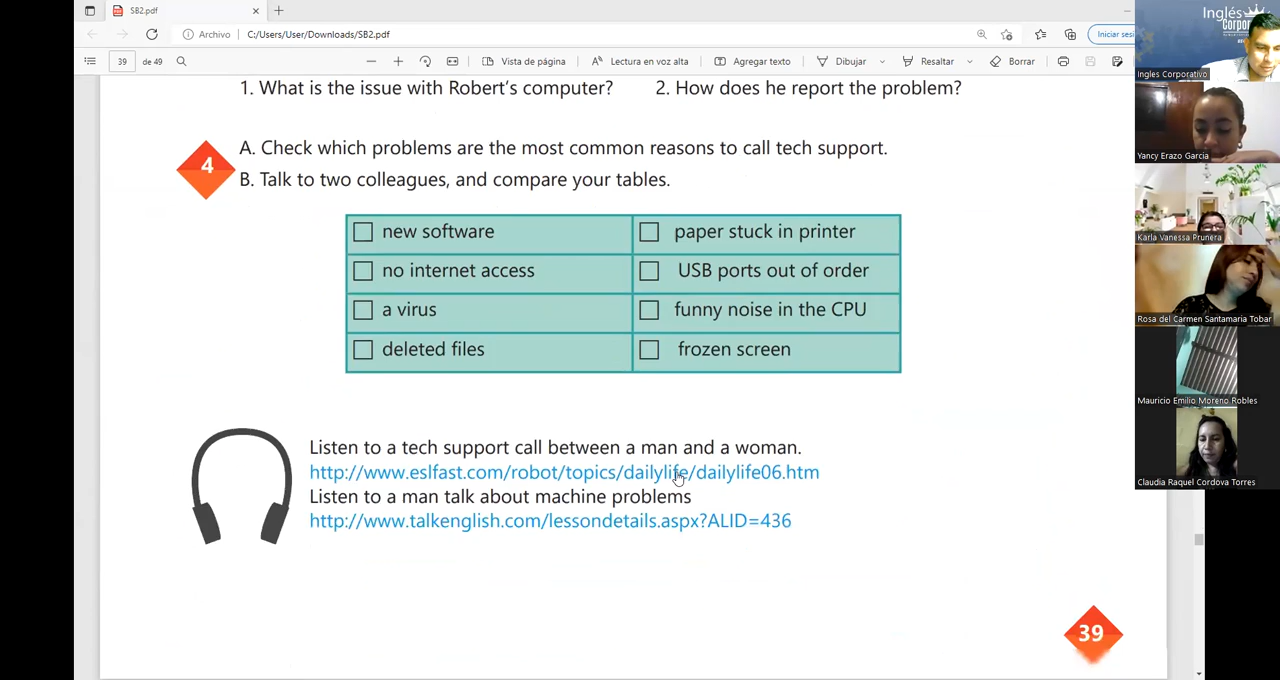 SB2.pdf
Archivo
C:/Users/User/Downloads/SB2.pdf
Iniciar sesi
39
de 49
Vista de página
Lectura en voz alta
Agregar texto
Dibujar
Resaltar
Borrar
1. What is the issue with Robert's computer?
2. How does he report the problem?
4
A. Check which problems are the most common reasons to call tech support.
B. Talk to two colleagues, and compare your tables.
new software
paper stuck in printer
no internet access
USB ports out of order
a virus
funny noise in the CPU
deleted files
frozen screen
Listen to a tech support call between a man and a woman.
http://www.eslfast.com/robot/topics/dailylife/dailylife06.htm
Listen to a man talk about machine problems
http://www.talkenglish.com/lessondetails.aspx?ALID=436
39
Inglés
Ingles Corporativo
Yancy Erazo Garcia
Karla Vanessa Prunera
Rosa del Carmen Santamaria Tobar
Mauricio Emilio Moreno Robles
Claudia Raquel Cordova Torres